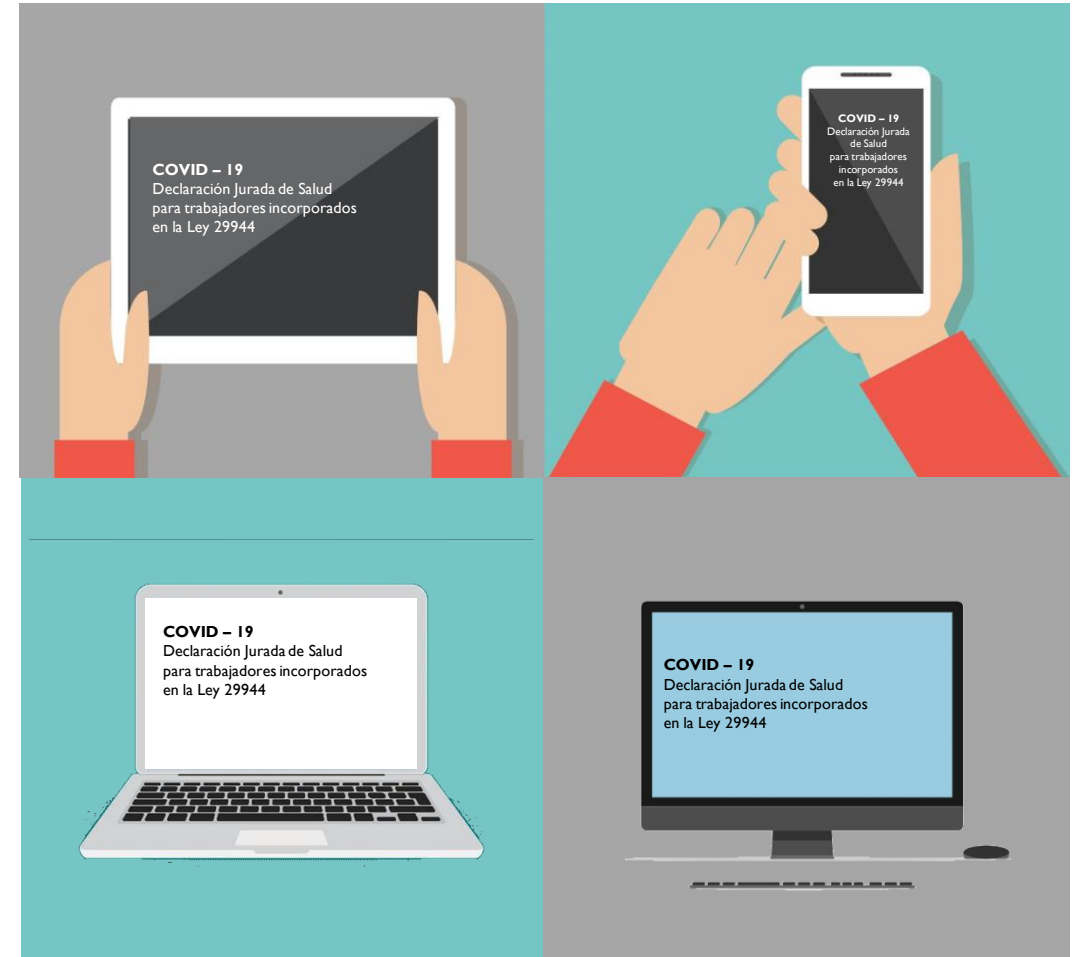 COVID – 19
Declaración Jurada de Salud
para trabajadores incorporados
en la Ley 29944
COVID – 19
Declaración Jurada
de Salud
para trabajadores
incorporados
en la Ley 29944
COVID – 19
Declaración Jurada de Salud
para trabajadores incorporados
en la Ley 29944
COVID – 19
Declaración Jurada de Salud
para trabajadores incorporados
en la Ley 29944